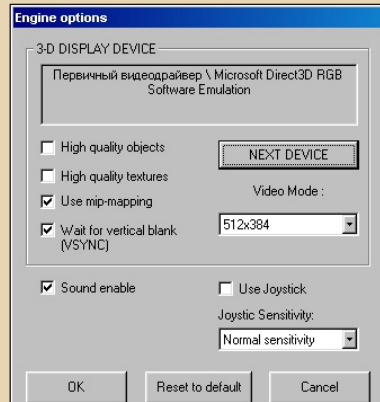 Engine options
3-D DISPLAY DEVICE
Первичный видеодрайвер \ Microsoft Direct3D RGB
Software Emulation
High quality objects
High quality textures
Use mip-mapping
Wait for vertical blank
(VSYNC)
NEXT DEVICE
Video Mode :
512x384
Sound enable
Use Joystick
Joystic Sensitivity:
Normal sensitivity
OK
Reset to default
Cancel